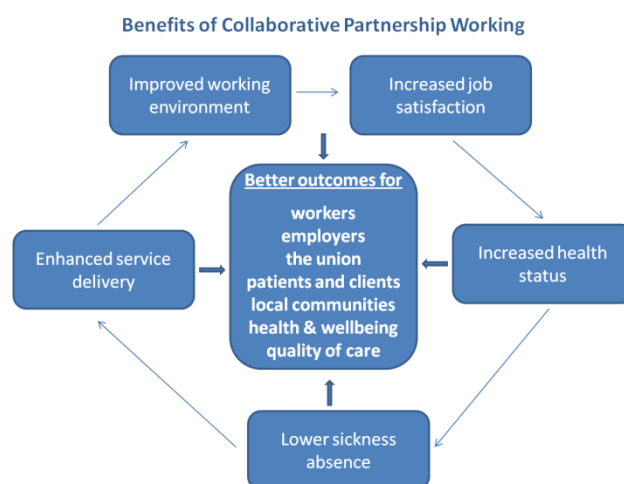 Benefits of Collaborative Partnership Working
Improved working
environment
Increased job
satisfaction
Better outcomes for
workers
employers
the union
patients and clients
local communities
health & wellbeing
quality of care
Enhanced service
delivery
Increased health
status
Lower sickness
absence